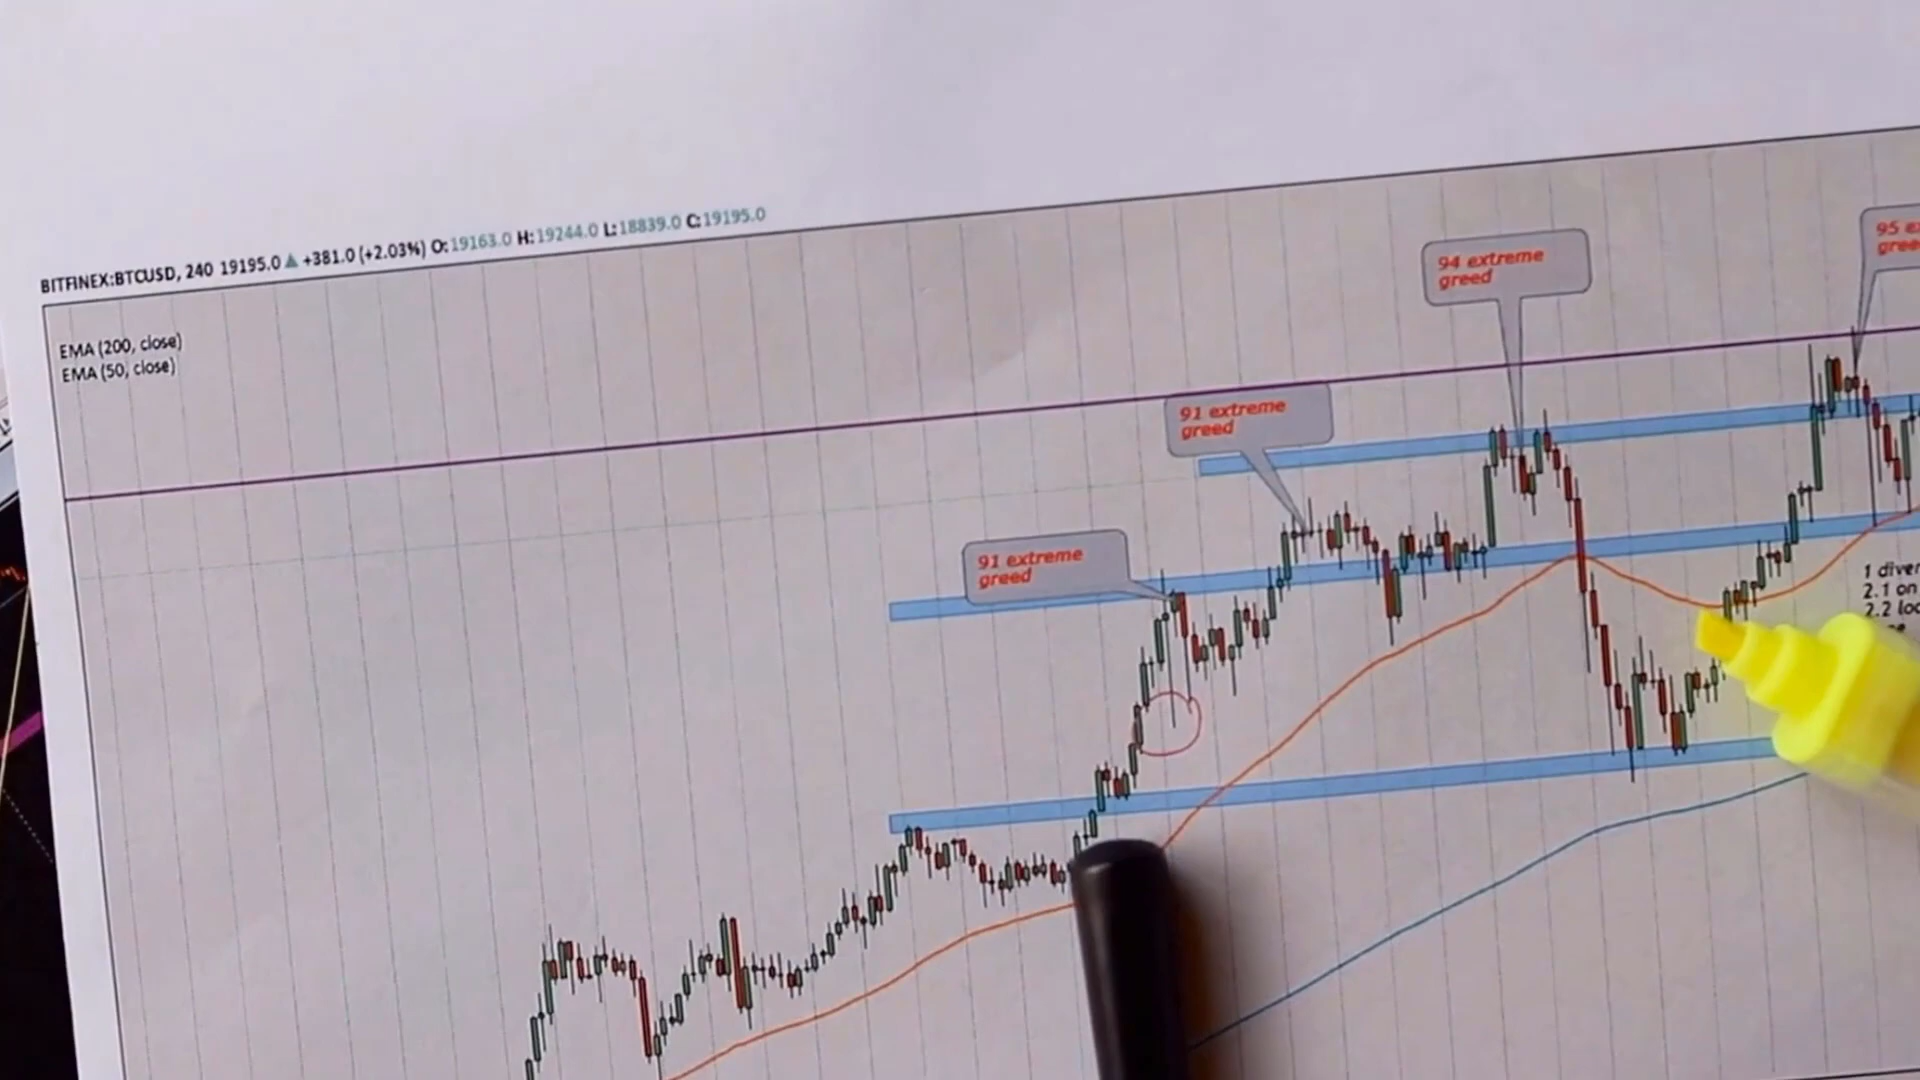 BITFINEX:BTCUSD, 240 19195.0 ▲ +381.0 (+2.03%) O:19163.0 H:19244.0 L:18839.0 C:19195.0
EMA (200, close)
EMA (50, close)
95
94 extreme
greed
91 extreme
greed
91 extreme
greed
1
2.1 on
2.2